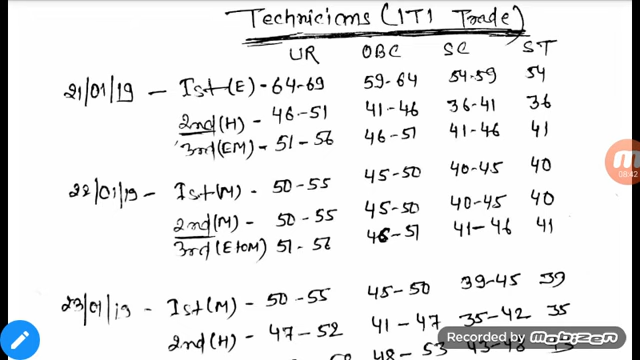 Technicians (ITI Trade)
UR OBC SC ST
21/01/19 - Ist (E) - 64-69 59-64 54-59 54
2nd (H) - 46-51 41-46 36-41 36
3rd (EM) - 51-56 46-51 41-46 41
08:42
22/01/19 - Ist (M) - 50-55 45-50 40-45 40
2nd (M) - 50-55 45-50 40-45 40
3rd (EtoM) 51-56 46-51 41-46 41
23/01/19 - Ist (M) - 50-55 45-50 39-45 39
2nd (H) - 47-52 41-47 35-42 35
48-53
Recorded by Mobizen